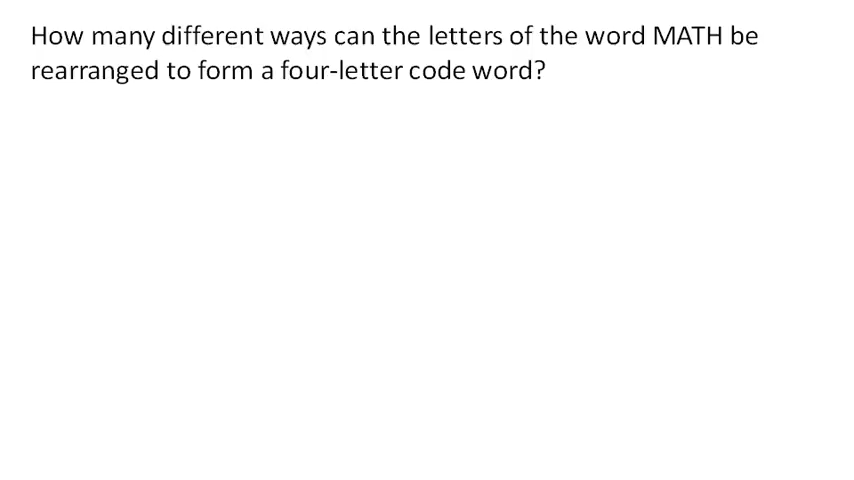 How many different ways can the letters of the word MATH be
rearranged to form a four-letter code word?